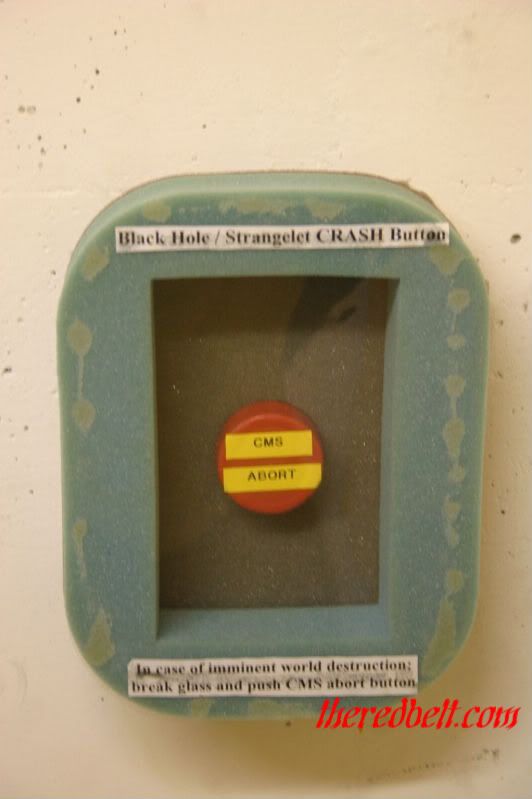 Black Hole / Strangelet CRASH Button
CMS
ABORT
In case of imminent world destruction;
break glass and push CMS abort button
theredbelt.com